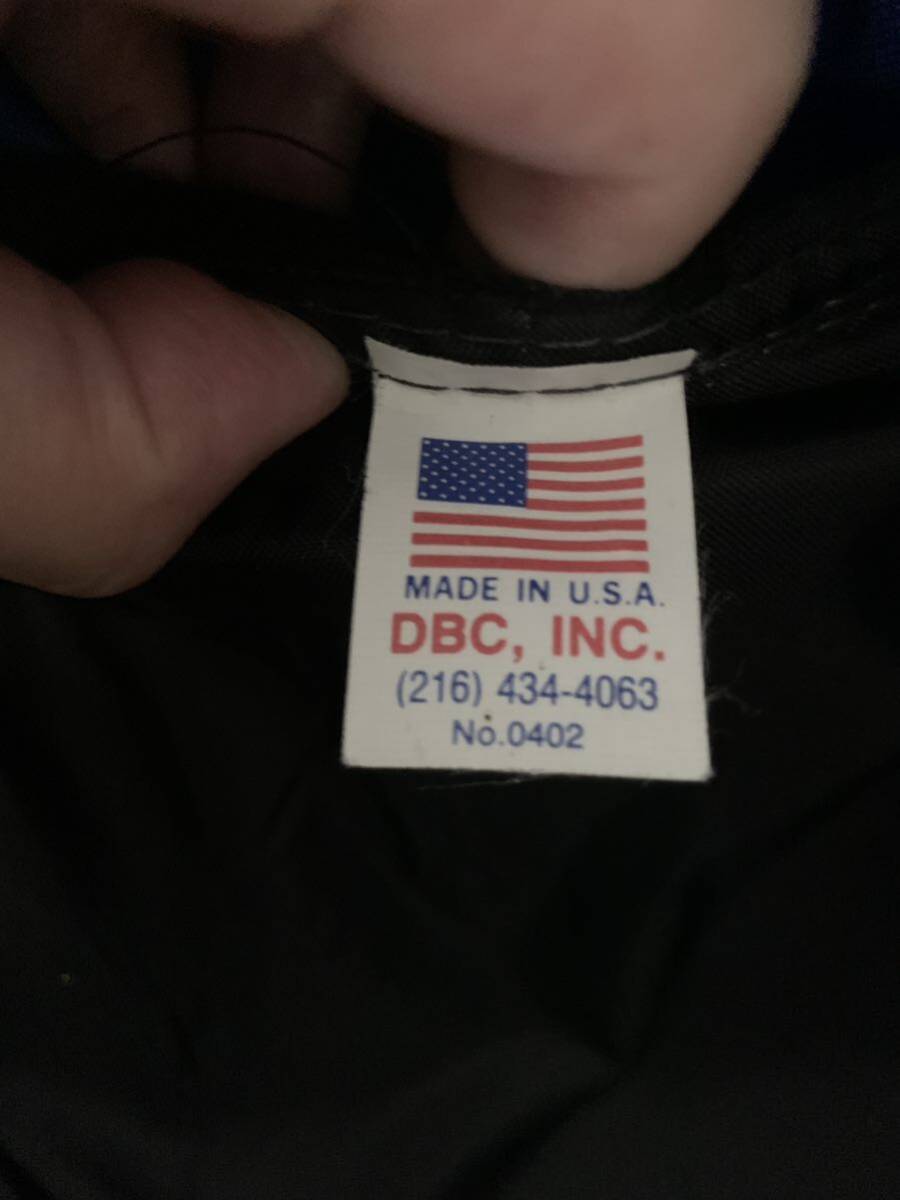 MADE IN U.S.A.
DBC, INC.
(216) 434-4063
No.0402